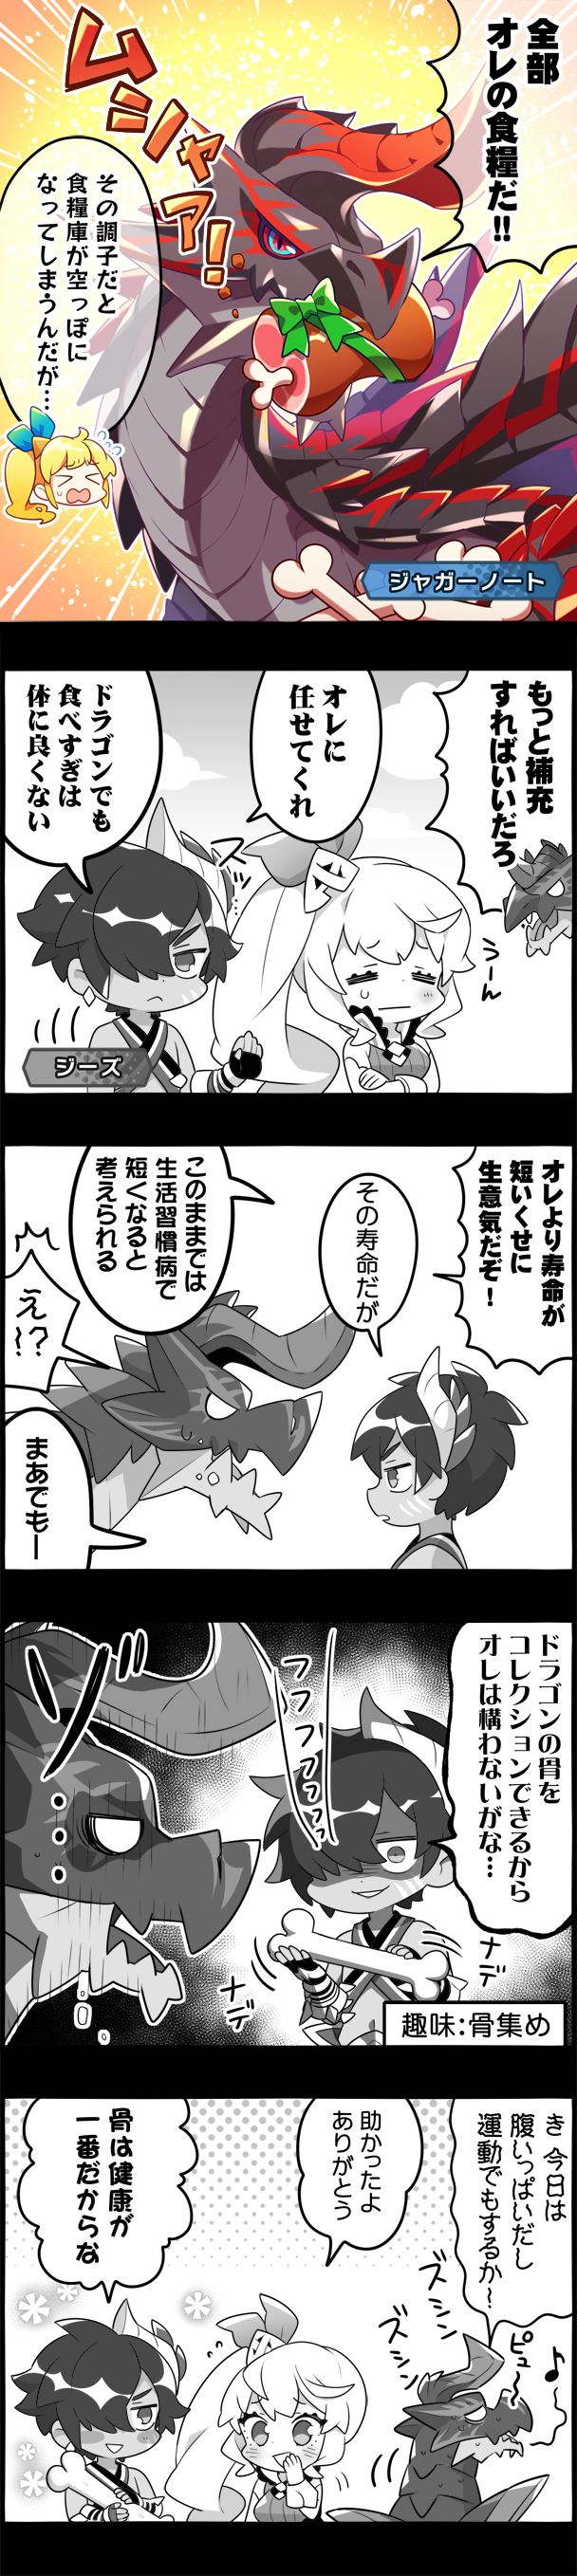 全部
オレの食糧だ!!
ムシャァァ!
その調子だと
食糧庫が空っぽに
なってしまうんだが…
ジャガーノート
もっと補充
すればいいだろ
うーん
オレに
任せてくれ
スッ…
ドラゴンでも
食べすぎは
体に良くない
ジーズ
オレより寿命が
短いくせに
生意気だぞ!
その寿命だが
このままでは
生活習慣病で
短くなると
考えられる
え〜!?
まあでもー
ドラゴンの骨を
コレクションできるから
オレは構わないがな…
フフフフフフフ?
ゾッ
ナデ
ナデ
趣味:骨集め
き 今日は
腹いっぱいだし
運動でもするか〜
ピュ〜
♪
ズシン
ズシン
助かったよ
ありがとう
骨は健康が
一番だからな